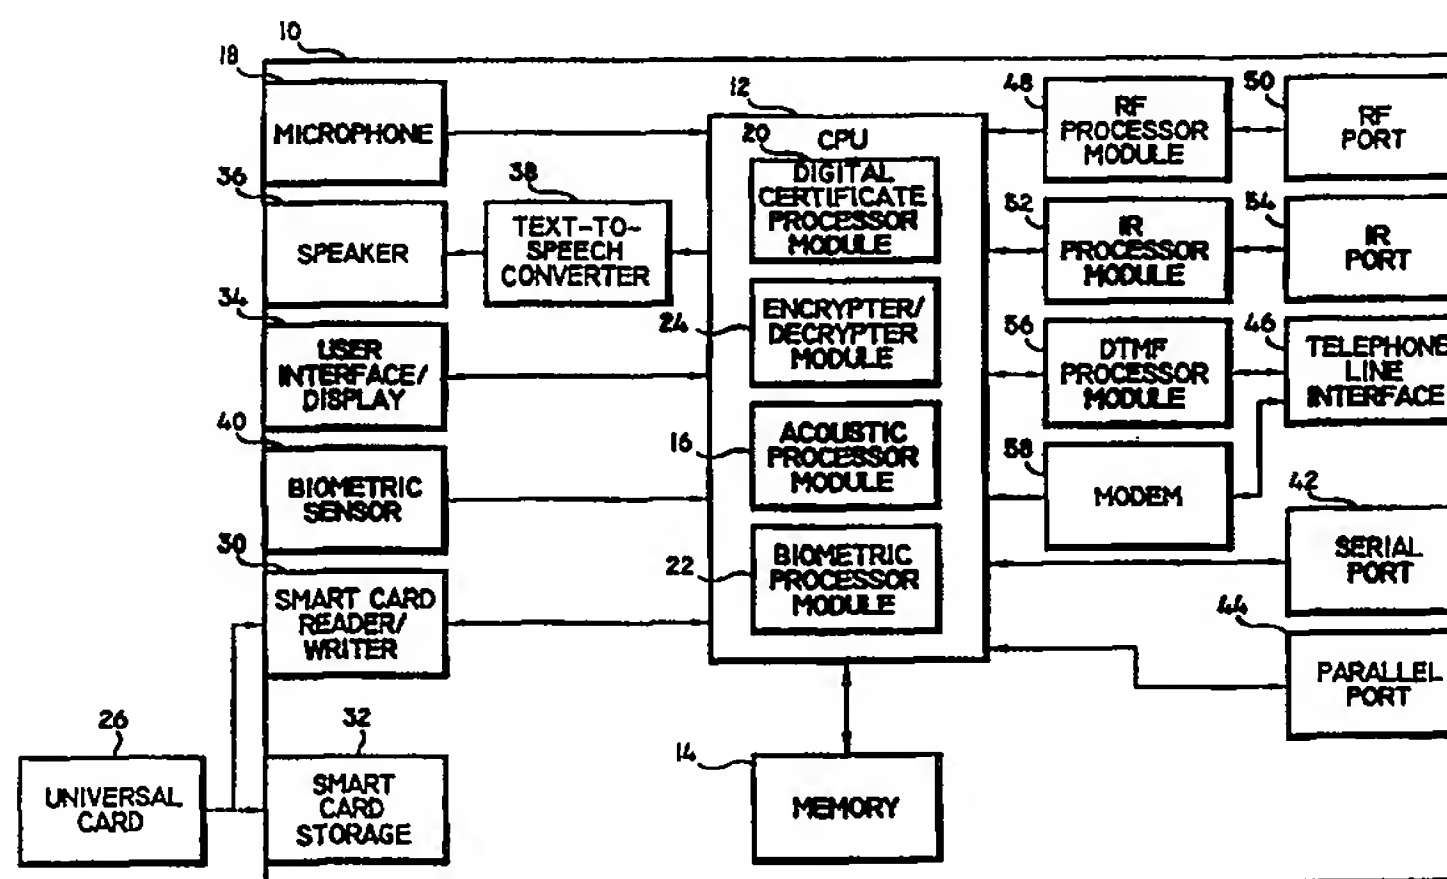 10
18
MICROPHONE
36
SPEAKER
38
TEXT-TO-
SPEECH
CONVERTER
34
USER
INTERFACE/
DISPLAY
40
BIOMETRIC
SENSOR
30
SMART CARD
READER/
WRITER
26
UNIVERSAL
CARD
32
SMART
CARD
STORAGE
12
CPU
20
DIGITAL
CERTIFICATE
PROCESSOR
MODULE
24
ENCRYPTER/
DECRYPTER
MODULE
16
ACOUSTIC
PROCESSOR
MODULE
22
BIOMETRIC
PROCESSOR
MODULE
14
MEMORY
48
RF
PROCESSOR
MODULE
50
RF
PORT
52
IR
PROCESSOR
MODULE
54
IR
PORT
56
DTMF
PROCESSOR
MODULE
46
TELEPHONE
LINE
INTERFACE
58
MODEM
42
SERIAL
PORT
44
PARALLEL
PORT